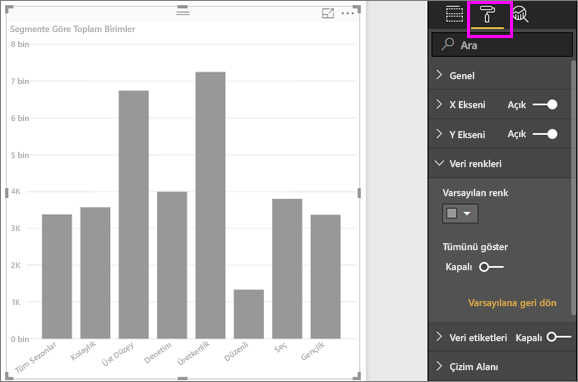 Segmente Göre Toplam Birimler
8 bin
7 bin
6 bin
5 bin
4K
3K
2K
1K
0 bin
Tüm Sezonlar
Kolaylık
Üst Düzey
Denetim
Üretkenlik
Düzenli
Seç
Gençlik
Ara
Genel
X Ekseni Açık
Y Ekseni Açık
Veri renkleri
Varsayılan renk
Tümünü göster
Kapalı
Varsayılana geri dön
Veri etiketleri Kapalı
Çizim Alanı